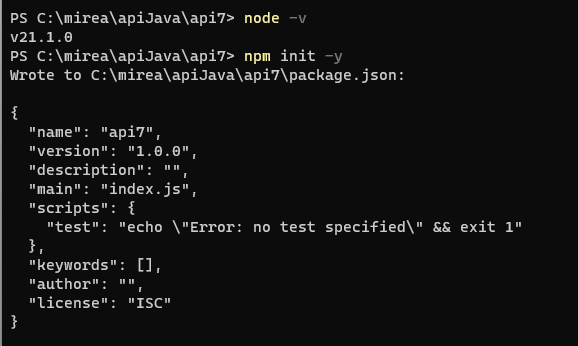 PS C:\mirea\apiJava\api7> node -v
v21.1.0
PS C:\mirea\apiJava\api7> npm init -y
Wrote to C:\mirea\apiJava\api7\package.json:

{
  "name": "api7",
  "version": "1.0.0",
  "description": "",
  "main": "index.js",
  "scripts": {
    "test": "echo \"Error: no test specified\" && exit 1"
  },
  "keywords": [],
  "author": "",
  "license": "ISC"
}